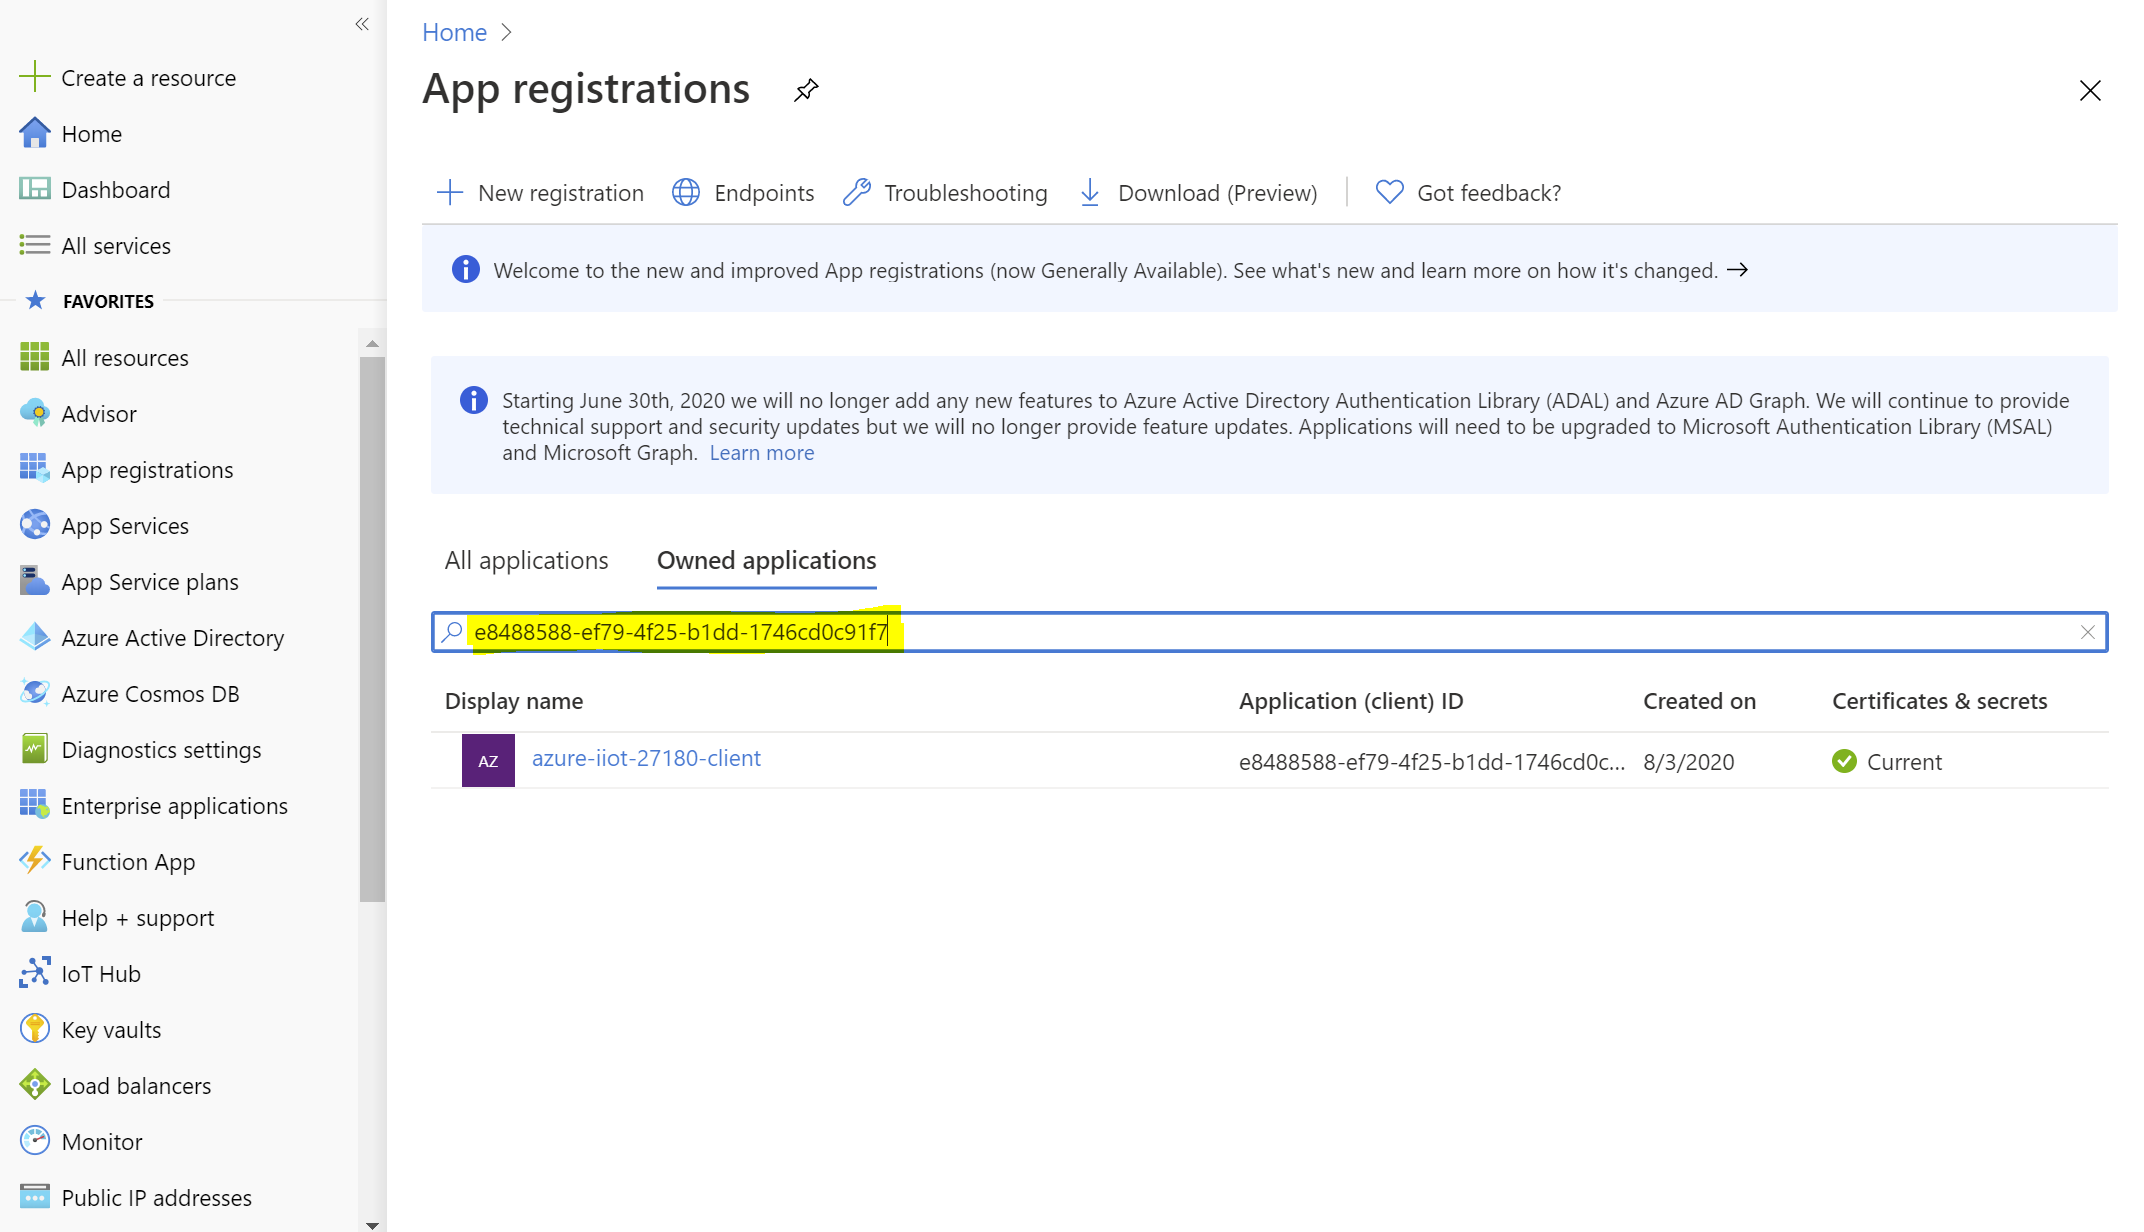 Create a resource
Home
Dashboard
All services
FAVORITES
All resources
Advisor
App registrations
App Services
App Service plans
Azure Active Directory
Azure Cosmos DB
Diagnostics settings
Enterprise applications
Function App
Help + support
IoT Hub
Key vaults
Load balancers
Monitor
Public IP addresses
Home
App registrations
New registration Endpoints Troubleshooting Download (Preview) Got feedback?
Welcome to the new and improved App registrations (now Generally Available). See what's new and learn more on how it's changed.
Starting June 30th, 2020 we will no longer add any new features to Azure Active Directory Authentication Library (ADAL) and Azure AD Graph. We will continue to provide
technical support and security updates but we will no longer provide feature updates. Applications will need to be upgraded to Microsoft Authentication Library (MSAL)
and Microsoft Graph. Learn more
All applications Owned applications
e8488588-ef79-4f25-b1dd-1746cd0c91f7
Display name Application (client) ID Created on Certificates & secrets
AZ azure-iiot-27180-client e8488588-ef79-4f25-b1dd-1746cd0c... 8/3/2020 Current